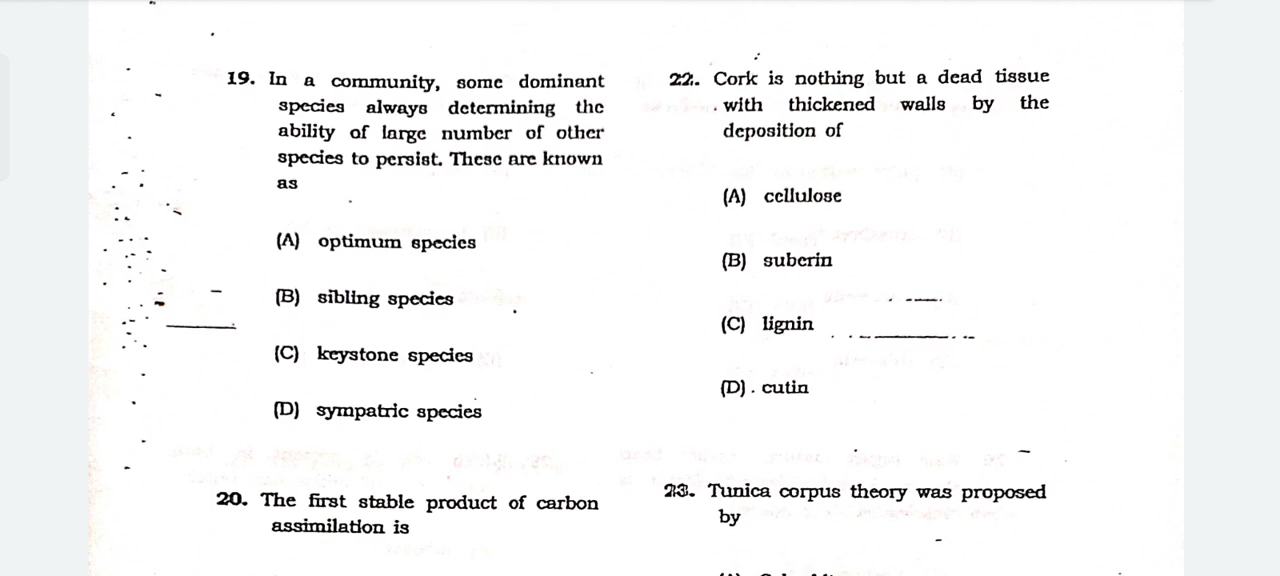 19. In a community, some dominant
species always determining the
ability of large number of other
species to persist. These are known
as
(A) optimum species
(B) sibling species
(C) keystone species
(D) sympatric species
20. The first stable product of carbon
assimilation is
22. Cork is nothing but a dead tissue
with thickened walls by the
deposition of
(A) cellulose
(B) suberin
(C) lignin
(D) cutin
23. Tunica corpus theory was proposed
by